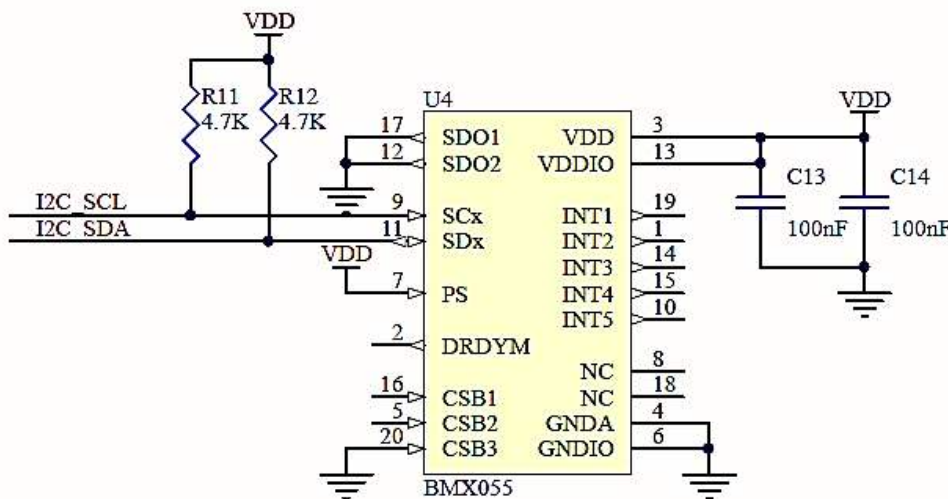 VDD
R11
4.7K
R12
4.7K
I2C_SCL
I2C_SDA
VDD
U4
17 SDO1
12 SDO2
9 SCx
11 SDx
7 PS
2 DRDYM
16 CSB1
5 CSB2
20 CSB3
VDD 3
VDDIO 13
INT1 19
INT2 1
INT3 14
INT4 15
INT5 10
NC 8
NC 18
GNDA 4
GNDIO 6
BMX055
VDD
C13
100nF
C14
100nF